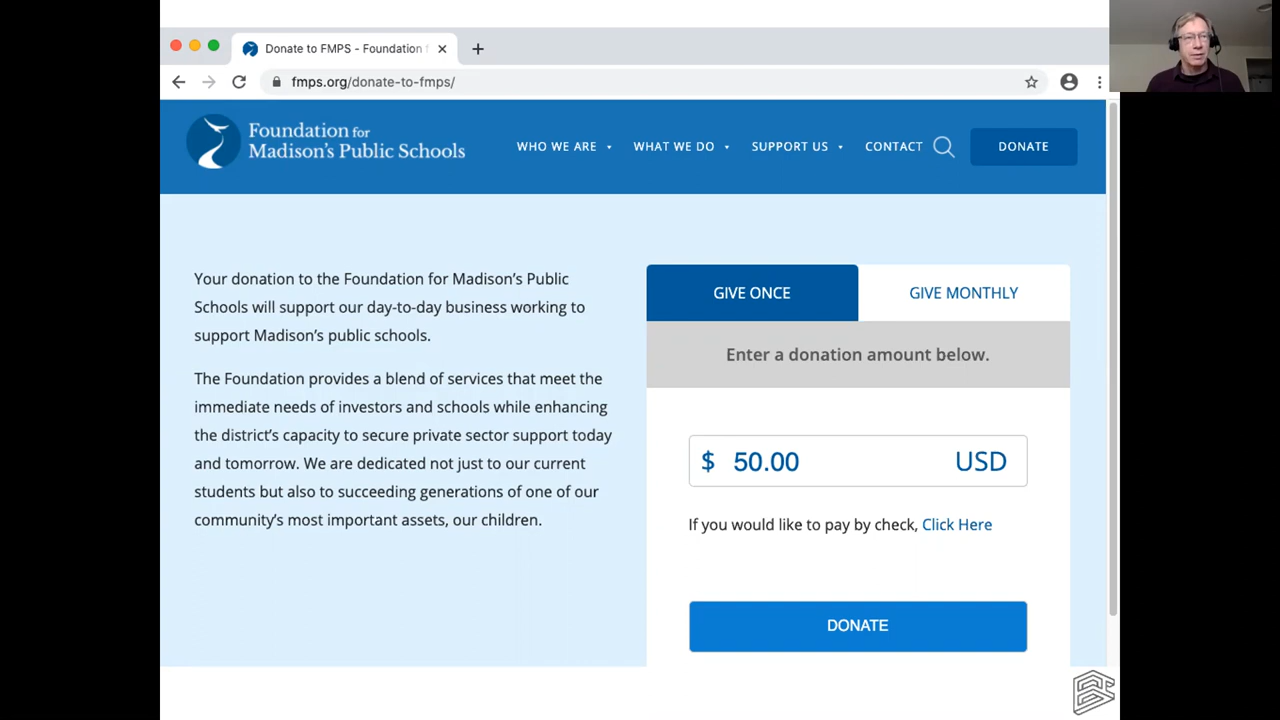 Donate to FMPS - Foundation f
fmps.org/donate-to-fmps/
Foundation for
Madison's Public Schools
WHO WE ARE
WHAT WE DO
SUPPORT US
CONTACT
DONATE
Your donation to the Foundation for Madison's Public
Schools will support our day-to-day business working to
support Madison's public schools.
The Foundation provides a blend of services that meet the
immediate needs of investors and schools while enhancing
the district's capacity to secure private sector support today
and tomorrow. We are dedicated not just to our current
students but also to succeeding generations of one of our
community's most important assets, our children.
GIVE ONCE
GIVE MONTHLY
Enter a donation amount below.
$ 50.00 USD
If you would like to pay by check, Click Here
DONATE